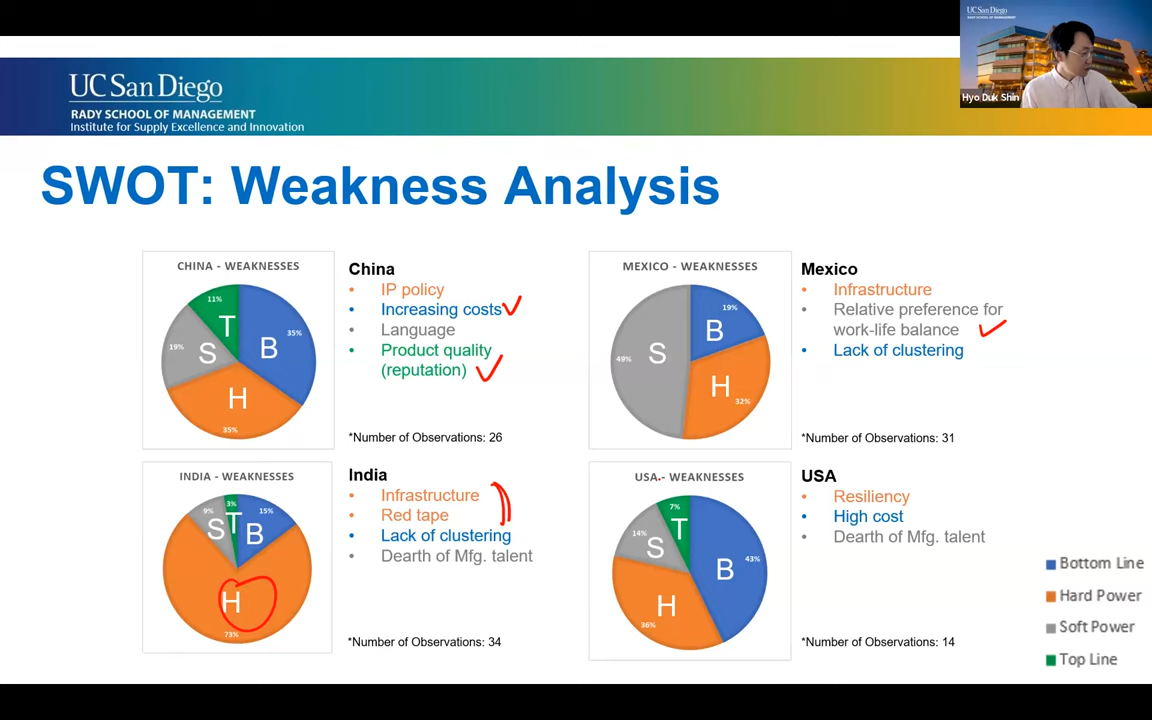 UC San Diego
RADY SCHOOL OF MANAGEMENT
Hyo Duk Shin
UC San Diego
RADY SCHOOL OF MANAGEMENT
Institute for Supply Excellence and Innovation
SWOT: Weakness Analysis
CHINA - WEAKNESSES
11%
T
35%
B
19%
S
H
35%
China
• IP policy
• Increasing costs
• Language
• Product quality
(reputation)
*Number of Observations: 26
MEXICO - WEAKNESSES
19%
B
49%
S
H
32%
Mexico
• Infrastructure
• Relative preference for
work-life balance
• Lack of clustering
*Number of Observations: 31
INDIA - WEAKNESSES
3%
9%
15%
S
T
B
H
73%
India
• Infrastructure
• Red tape
• Lack of clustering
• Dearth of Mfg. talent
*Number of Observations: 34
USA - WEAKNESSES
7%
T
14%
S
43%
B
H
36%
USA
• Resiliency
• High cost
• Dearth of Mfg. talent
*Number of Observations: 14
Bottom Line
Hard Power
Soft Power
Top Line